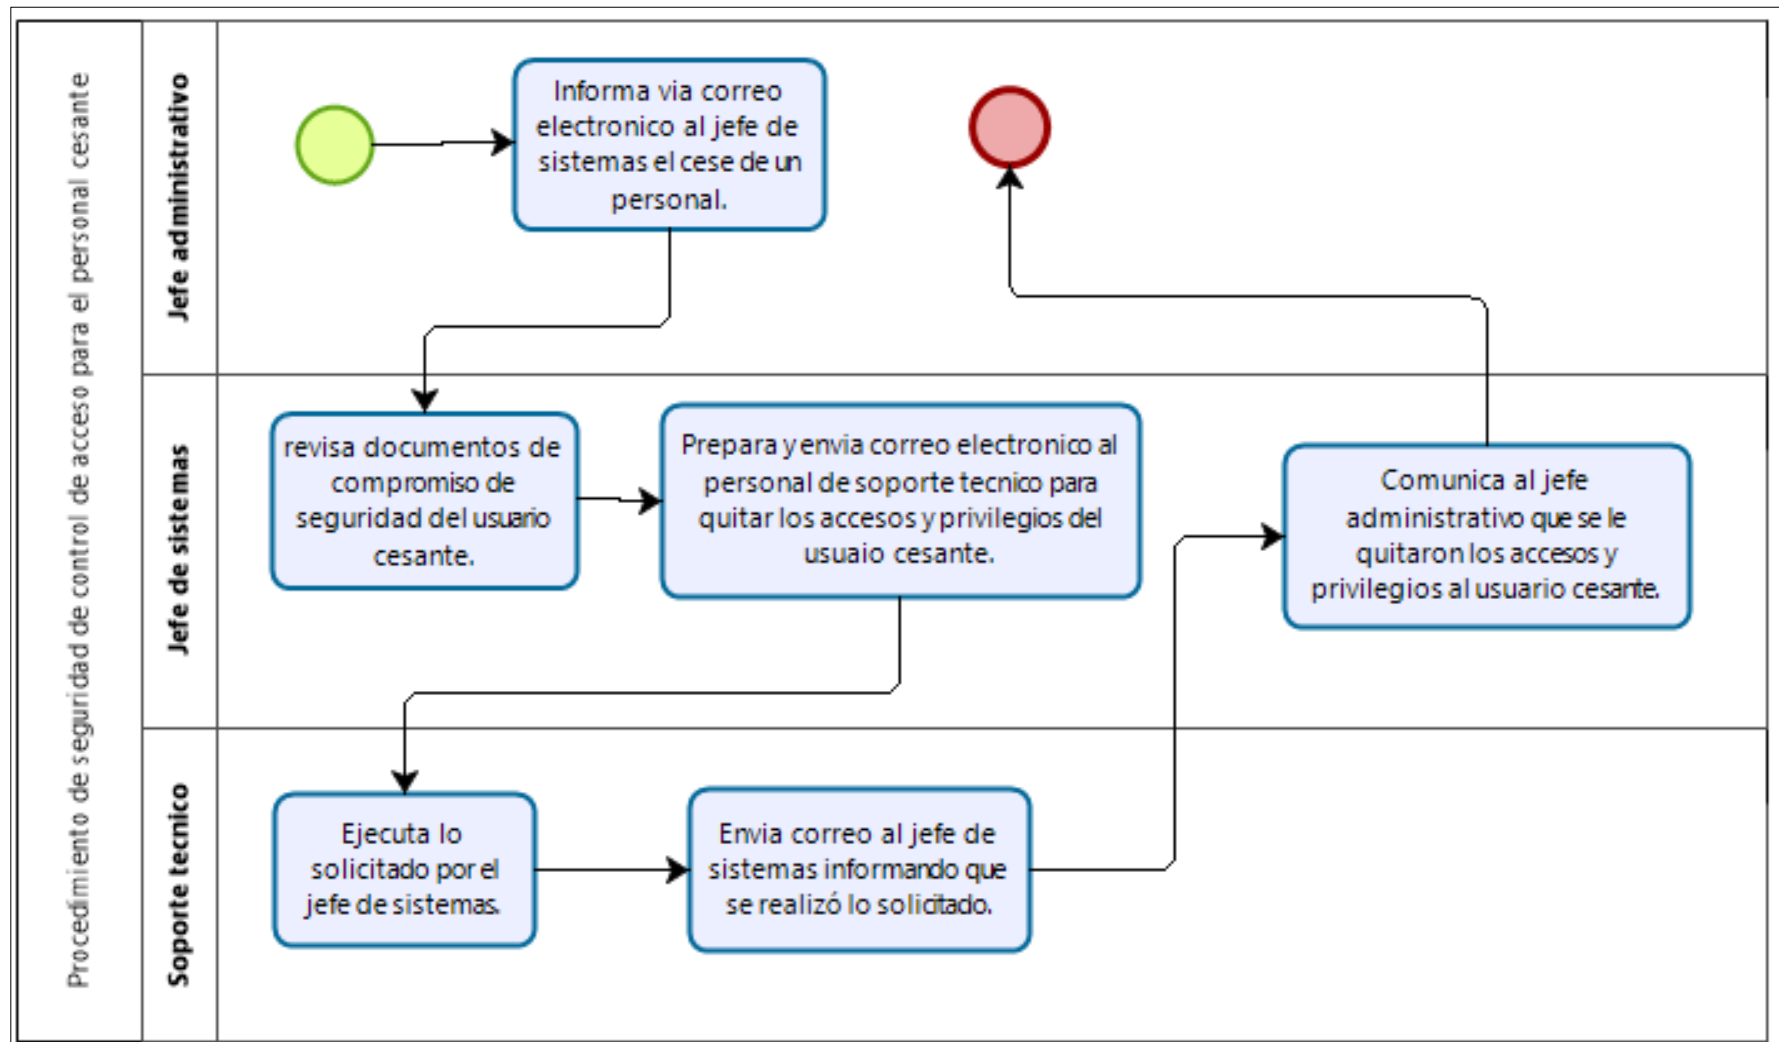 Procedimiento de seguridad de control de acceso para el personal cesante
Jefe administrativo
Informa via correo
electronico al jefe de
sistemas el cese de un
personal.
Jefe de sistemas
revisa documentos de
compromiso de
seguridad del usuario
cesante.
Prepara y envia correo electronico al
personal de soporte tecnico para
quitar los accesos y privilegios del
usuaio cesante.
Comunica al jefe
administrativo que se le
quitaron los accesos y
privilegios al usuario cesante.
Soporte tecnico
Ejecuta lo
solicitado por el
jefe de sistemas.
Envia correo al jefe de
sistemas informando que
se realizó lo solicitado.